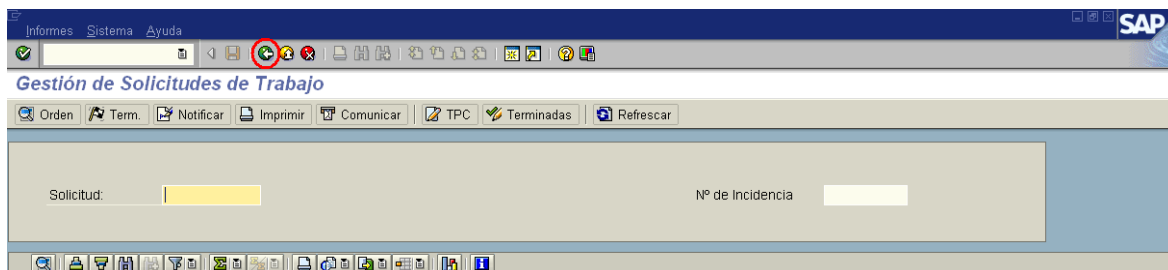 Informes Sistema Ayuda
SAP
Gestión de Solicitudes de Trabajo
Orden Term. Notificar Imprimir Comunicar TPC Terminadas Refrescar
Solicitud: Nº de Incidencia